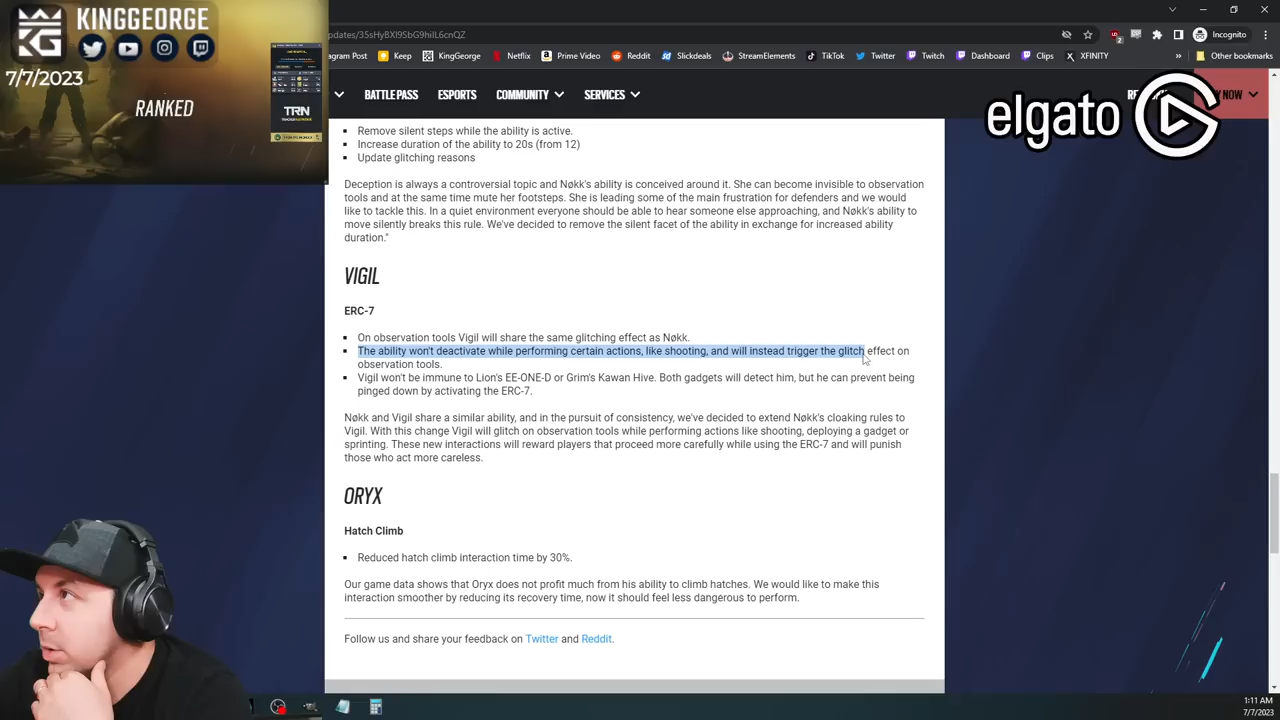 KINGGEORGE
7/7/2023
RANKED
TRN
pdates/35sHyBXI9SbG9hiIL6cnQZ
Incognito
agram Post
Keep
KingGeorge
Netflix
Prime Video
Reddit
Slickdeals
StreamElements
TikTok
Twitter
Twitch
DashBoard
Clips
XFINITY
Other bookmarks
BATTLE PASS
ESPORTS
COMMUNITY
SERVICES
elgato
Remove silent steps while the ability is active.
Increase duration of the ability to 20s (from 12)
Update glitching reasons
Deception is always a controversial topic and Nøkk's ability is conceived around it. She can become invisible to observation
tools and at the same time mute her footsteps. She is leading some of the main frustration for defenders and we would
like to tackle this. In a quiet environment everyone should be able to hear someone else approaching, and Nøkk's ability to
move silently breaks this rule. We've decided to remove the silent facet of the ability in exchange for increased ability
duration."
VIGIL
ERC-7
On observation tools Vigil will share the same glitching effect as Nøkk.
The ability won't deactivate while performing certain actions, like shooting, and will instead trigger the glitch effect on
observation tools.
Vigil won't be immune to Lion's EE-ONE-D or Grim's Kawan Hive. Both gadgets will detect him, but he can prevent being
pinged down by activating the ERC-7.
Nøkk and Vigil share a similar ability, and in the pursuit of consistency, we've decided to extend Nøkk's cloaking rules to
Vigil. With this change Vigil will glitch on observation tools while performing actions like shooting, deploying a gadget or
sprinting. These new interactions will reward players that proceed more carefully while using the ERC-7 and will punish
those who act more careless.
ORYX
Hatch Climb
Reduced hatch climb interaction time by 30%.
Our game data shows that Oryx does not profit much from his ability to climb hatches. We would like to make this
interaction smoother by reducing its recovery time, now it should feel less dangerous to perform.
Follow us and share your feedback on Twitter and Reddit.
1:11 AM
7/7/2023